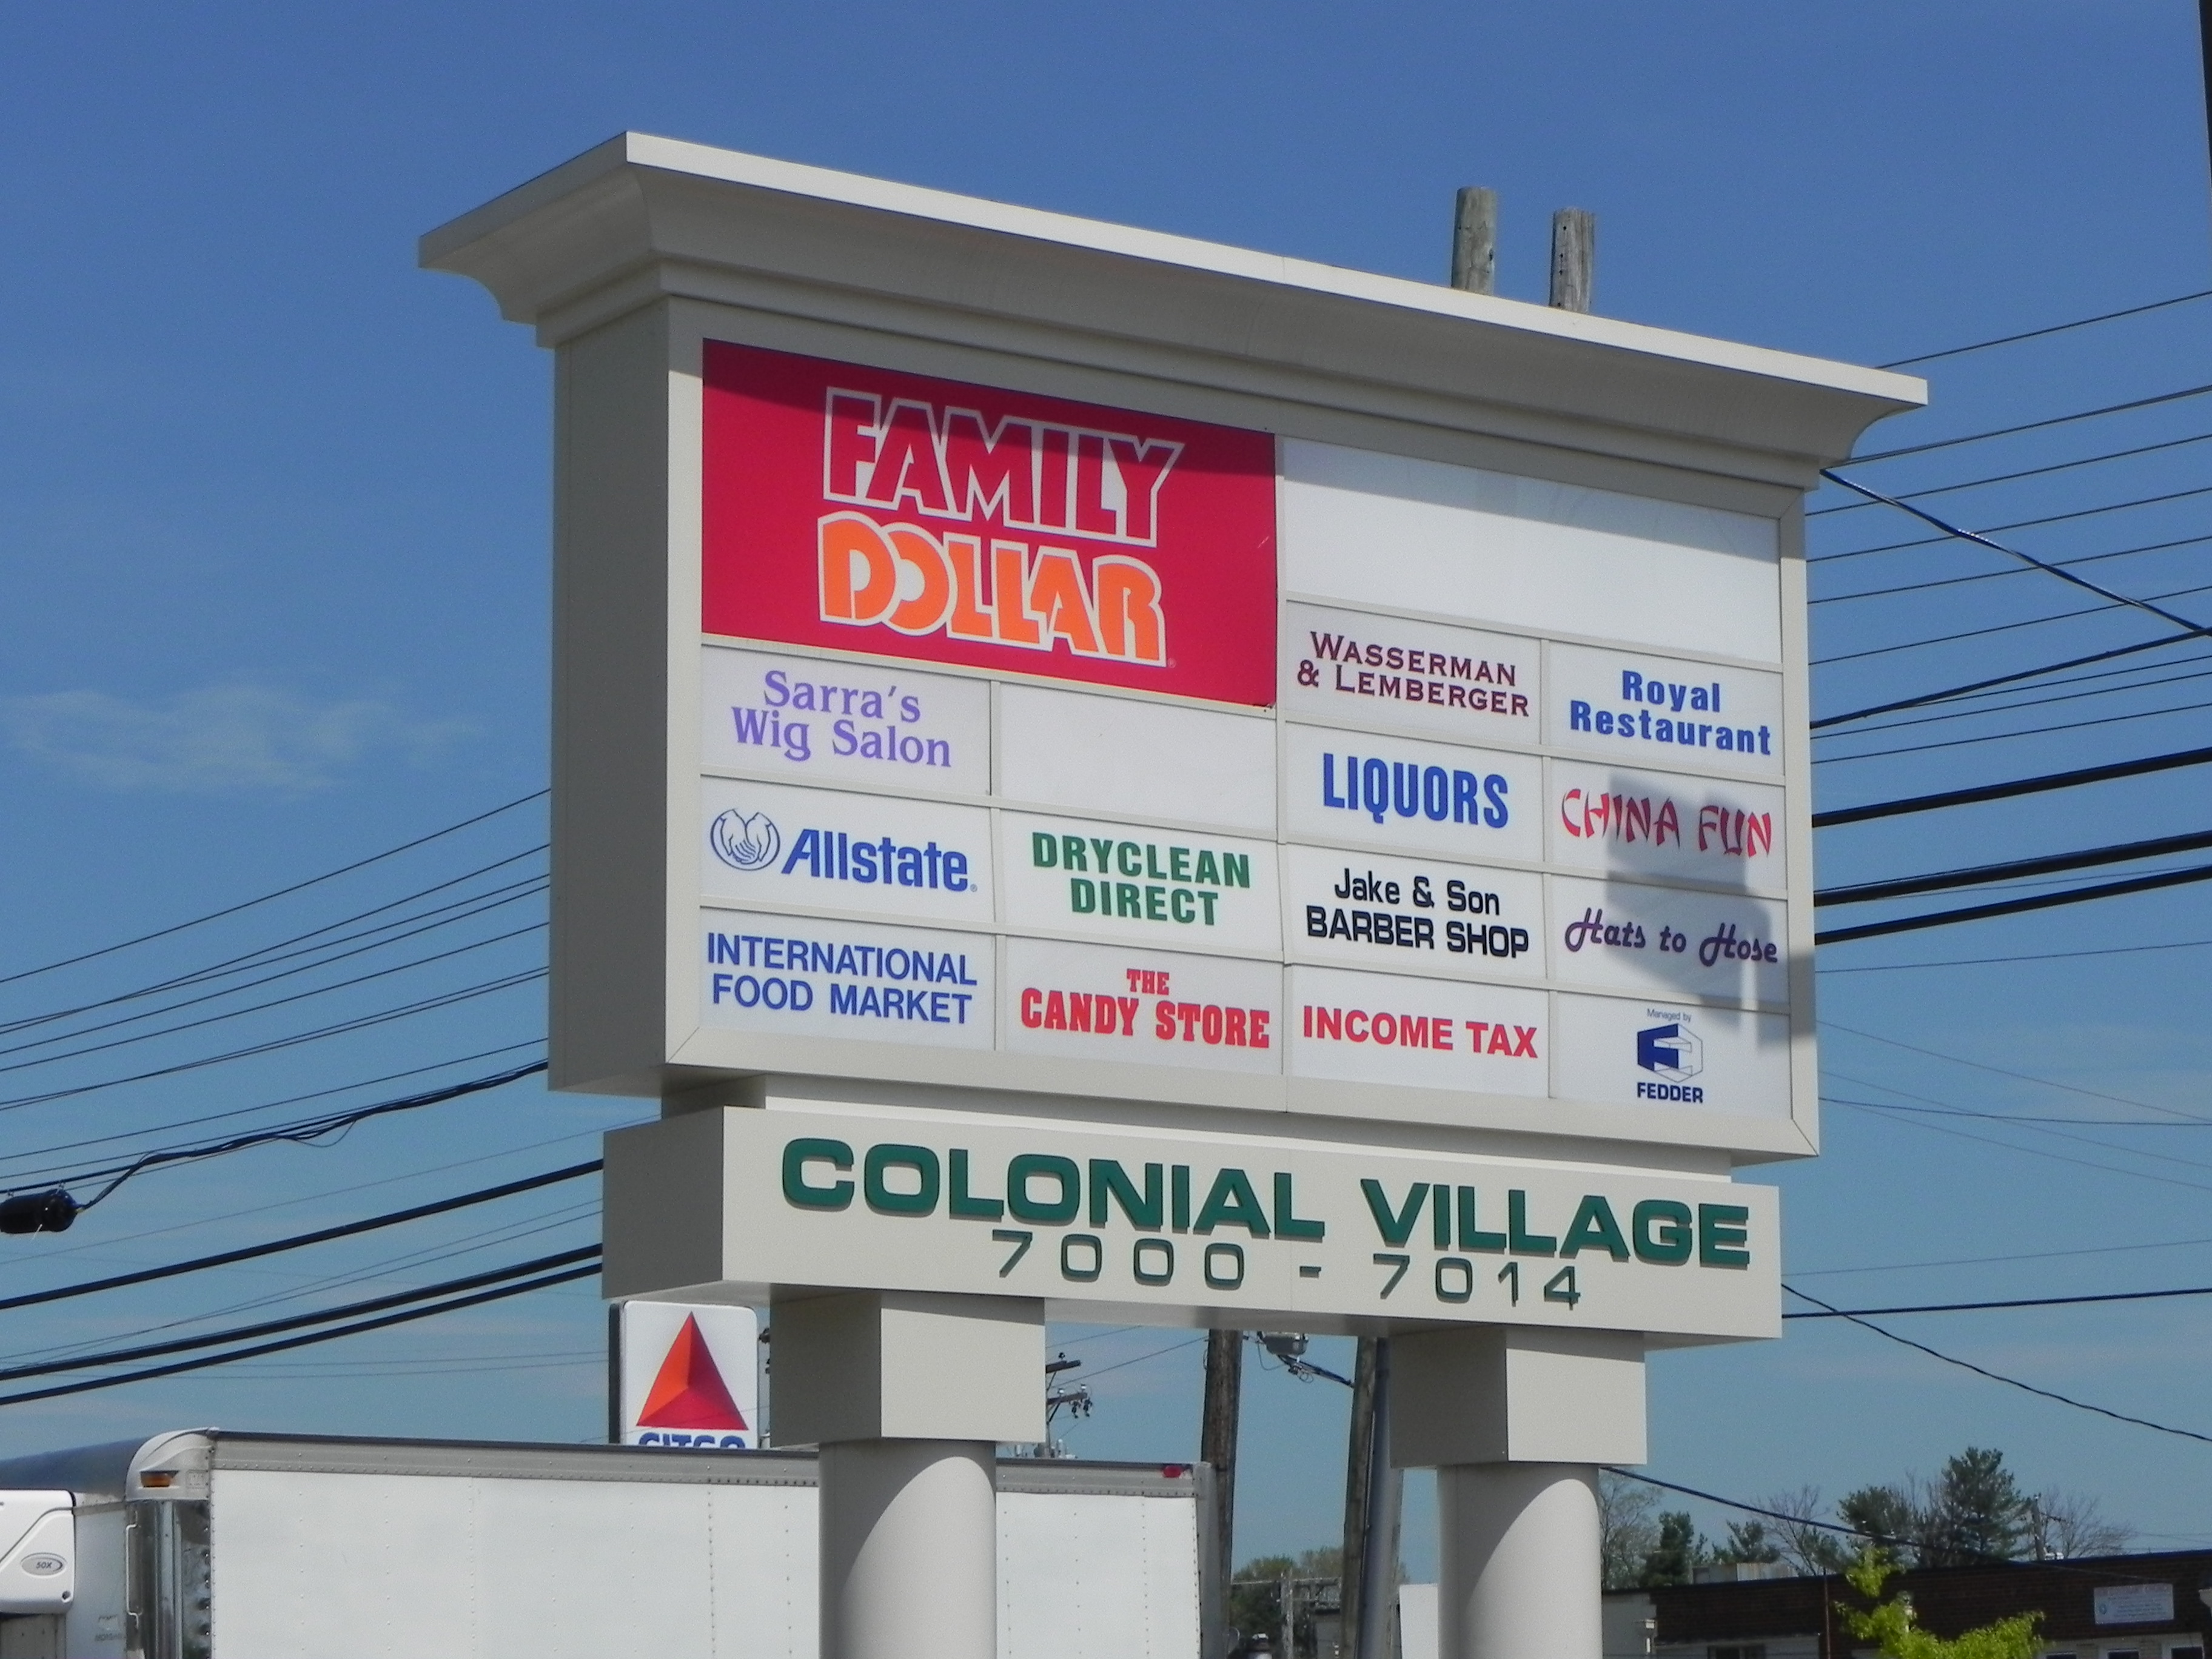 FAMILY
DOLLAR
Sarra's
Wig Salon
WASSERMAN
& LEMBERGER
Royal
Restaurant
Allstate
DRYCLEAN
DIRECT
LIQUORS
CHINA FUN
INTERNATIONAL
FOOD MARKET
THE
CANDY STORE
Jake & Son
BARBER SHOP
Hats to Hose
INCOME TAX
Managed by
FEDDER
COLONIAL VILLAGE
7000 - 7014
CITGO
50X